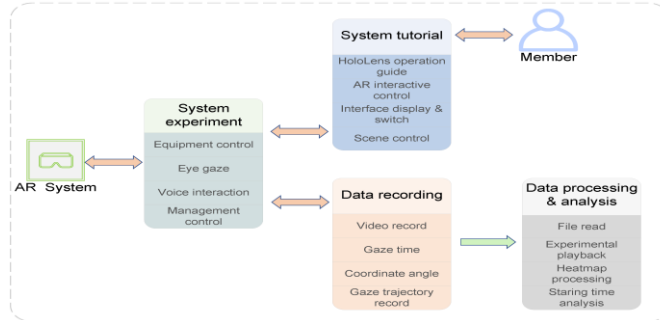 AR System
System
experiment
Equipment control
Eye gaze
Voice interaction
Management
control
System tutorial
HoloLens operation
guide
AR interactive
control
Interface display &
switch
Scene control
Member
Data recording
Video record
Gaze time
Coordinate angle
Gaze trajectory
record
Data processing
& analysis
File read
Experimental
playback
Heatmap
processing
Staring time
analysis